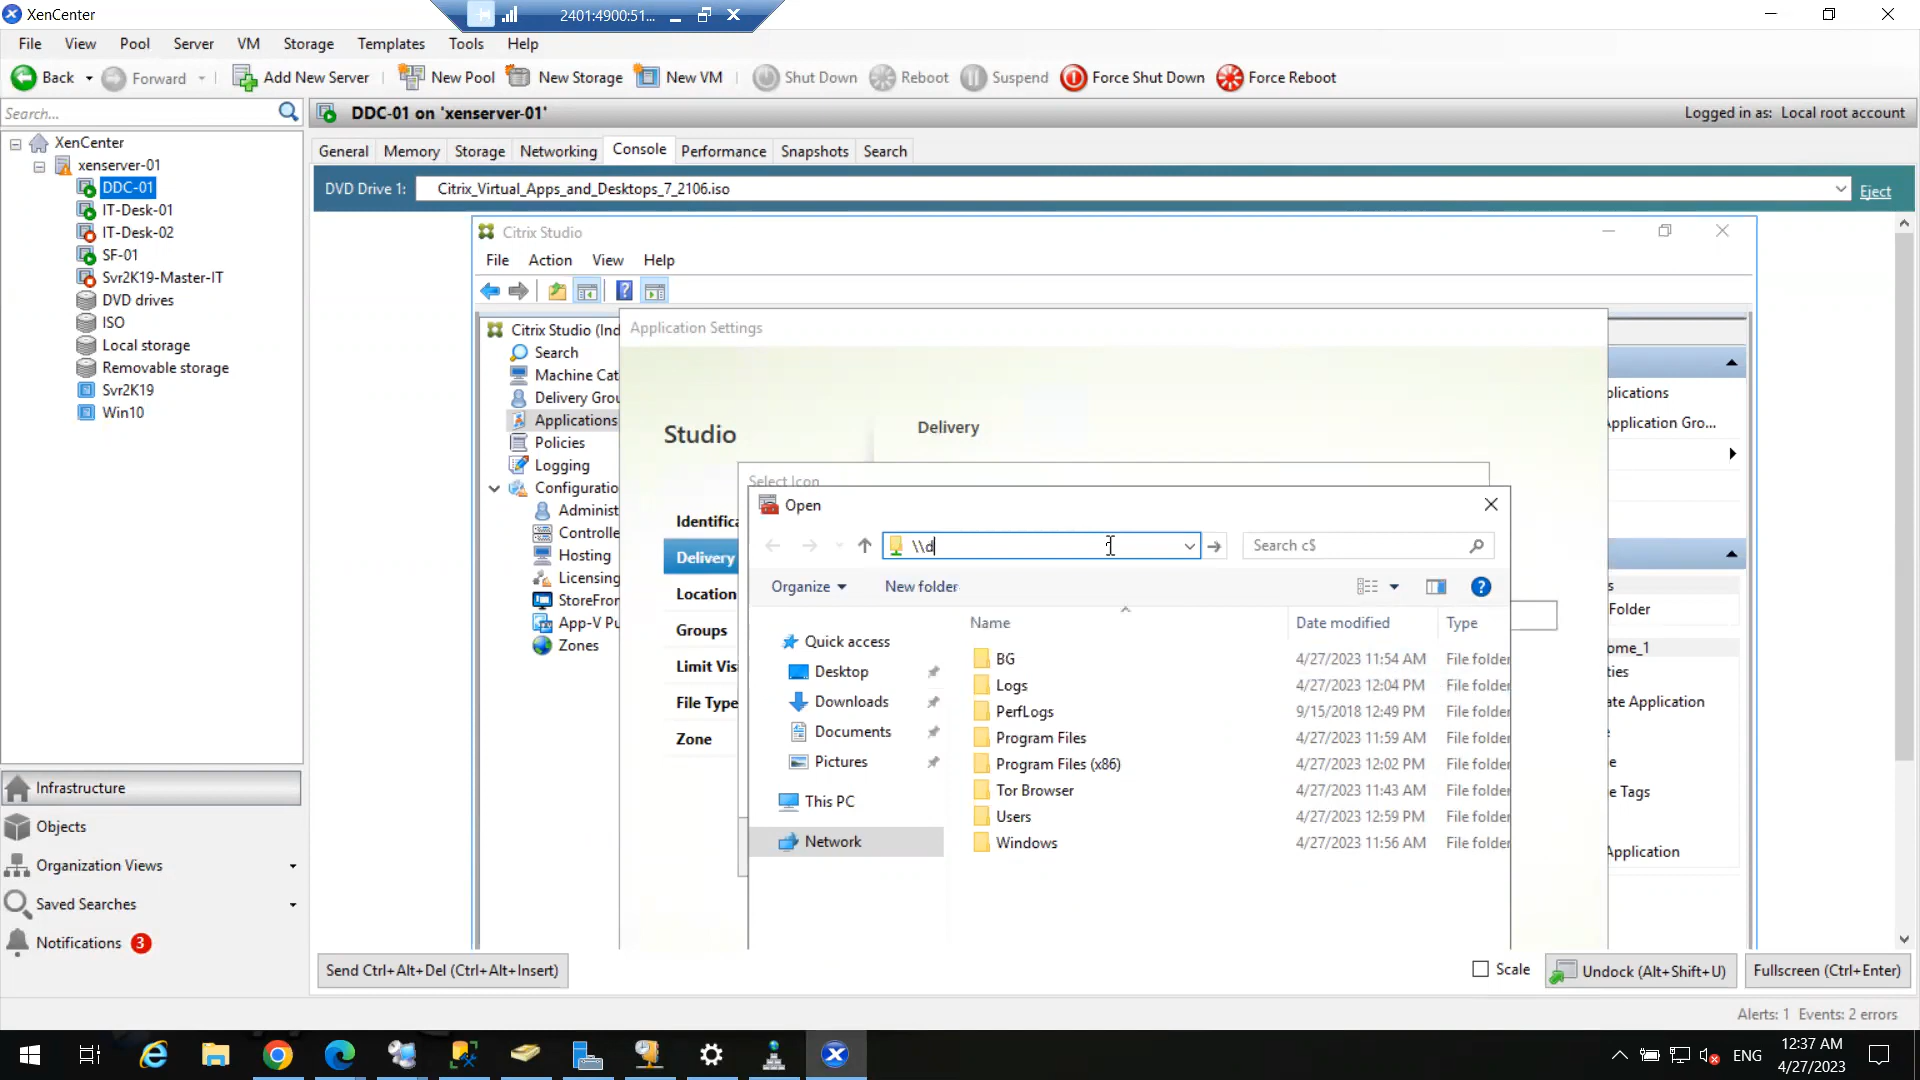 XenCenter
2401:4900:51...
File View Pool Server VM Storage Templates Tools Help
Back Forward Add New Server New Pool New Storage New VM Shut Down Reboot Suspend Force Shut Down Force Reboot
Search...
DDC-01 on 'xenserver-01'
Logged in as: Local root account
XenCenter
xenserver-01
DDC-01
IT-Desk-01
IT-Desk-02
SF-01
Svr2K19-Master-IT
DVD drives
ISO
Local storage
Removable storage
Svr2K19
Win10
General Memory Storage Networking Console Performance Snapshots Search
DVD Drive 1: Citrix_Virtual_Apps_and_Desktops_7_2106.iso Eject
Citrix Studio
File Action View Help
Citrix Studio (Ind
Search
Machine Cat
Delivery Grou
Applications
Policies
Logging
Configuratio
Administ
Controlle
Hosting
Licensing
StoreFron
App-V Pu
Zones
Application Settings
Studio
Delivery
Identifica
Delivery
Location
Groups
Limit Vis
File Type
Zone
Select Icon
Open
\\d
Search c$
Organize New folder
Quick access
Desktop
Downloads
Documents
Pictures
This PC
Network
Name Date modified Type
BG 4/27/2023 11:54 AM File folder
Logs 4/27/2023 12:04 PM File folder
PerfLogs 9/15/2018 12:49 PM File folder
Program Files 4/27/2023 11:59 AM File folder
Program Files (x86) 4/27/2023 12:02 PM File folder
Tor Browser 4/27/2023 11:43 AM File folder
Users 4/27/2023 12:59 PM File folder
Windows 4/27/2023 11:56 AM File folder
plications
Application Gro...
s
Folder
ome_1
ties
ate Application
e
e Tags
Application
Infrastructure
Objects
Organization Views
Saved Searches
Notifications 3
Send Ctrl+Alt+Del (Ctrl+Alt+Insert)
Scale
Undock (Alt+Shift+U)
Fullscreen (Ctrl+Enter)
Alerts: 1 Events: 2 errors
ENG
12:37 AM
4/27/2023